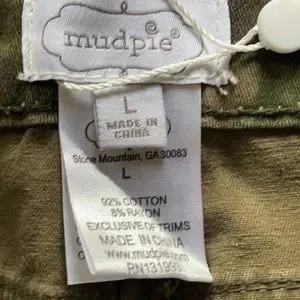 mudpie®
L
MADE IN
CHINA
Stone Mountain, GA 30083
L
92% COTTON
8% RAYON
EXCLUSIVE OF TRIMS
MADE IN CHINA
www.mudpie.com